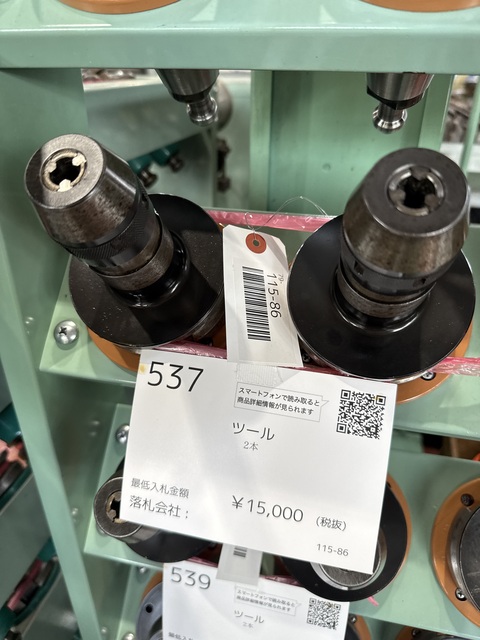 115-86
537
スマートフォンで読み取ると
商品詳細情報が見られます
ツール
2本
最低入札金額
落札会社：
￥15,000 （税抜）
115-86
539
ツール